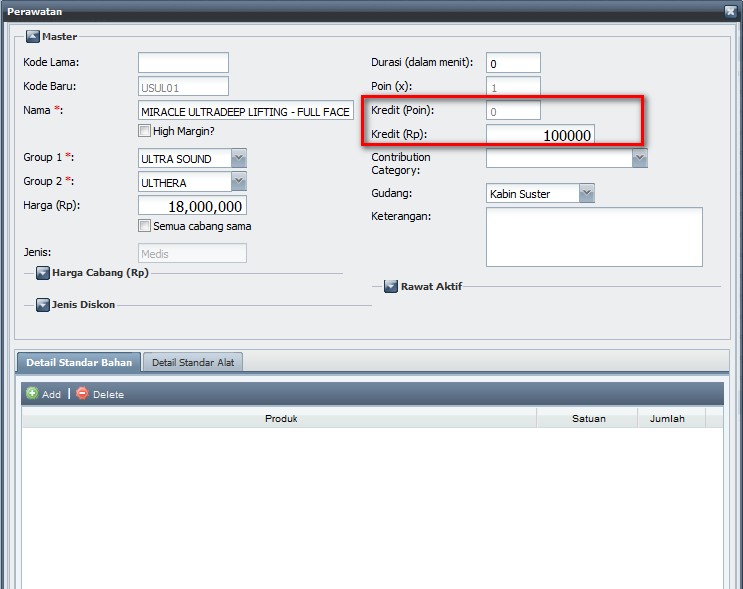 Perawatan
Master
Kode Lama:
Durasi (dalam menit): 0
Kode Baru: USUL01
Poin (x): 1
Nama *: MIRACLE ULTRADEEP LIFTING - FULL FACE
Kredit (Poin): 0
High Margin?
Kredit (Rp): 100000
Group 1 *: ULTRA SOUND
Contribution
Category:
Group 2 *: ULTHERA
Gudang: Kabin Suster
Harga (Rp): 18,000,000
Keterangan:
Semua cabang sama
Jenis: Medis
Harga Cabang (Rp)
Rawat Aktif
Jenis Diskon
Detail Standar Bahan Detail Standar Alat
Add | Delete
Produk Satuan Jumlah